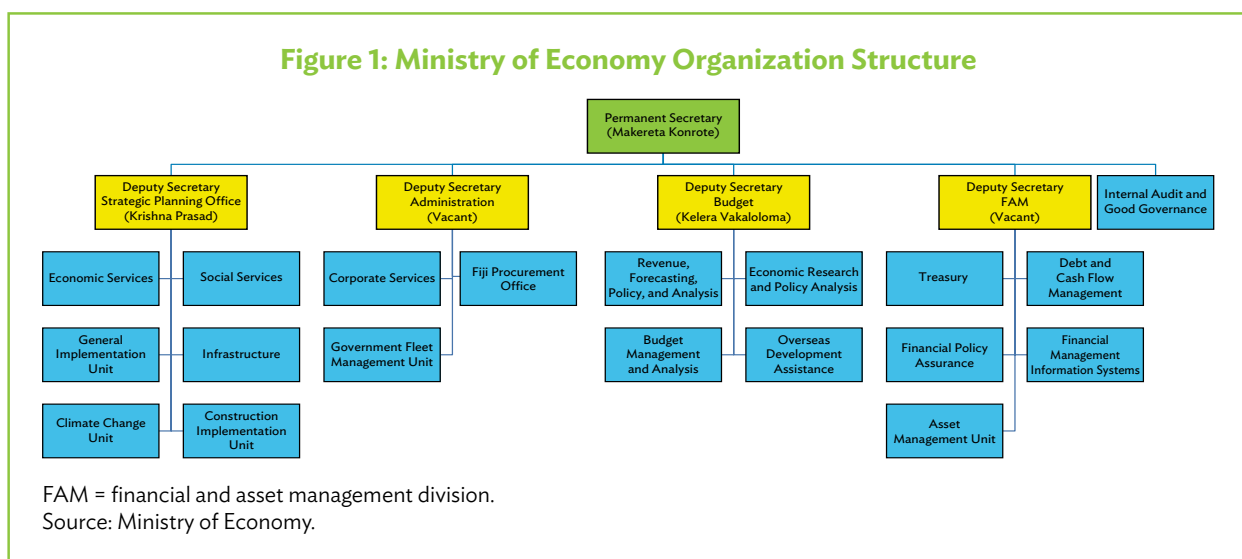 Figure 1: Ministry of Economy Organization Structure
Permanent Secretary
(Makereta Konrote)
Deputy Secretary
Strategic Planning Office
(Krishna Prasad)
Deputy Secretary
Administration
(Vacant)
Deputy Secretary
Budget
(Kelera Vakaloloma)
Deputy Secretary
FAM
(Vacant)
Internal Audit and
Good Governance
Economic Services
Social Services
General
Implementation
Unit
Infrastructure
Climate Change
Unit
Construction
Implementation
Unit
Corporate Services
Fiji Procurement
Office
Government Fleet
Management Unit
Revenue,
Forecasting,
Policy, and Analysis
Economic Research
and Policy Analysis
Budget
Management
and Analysis
Overseas
Development
Assistance
Treasury
Debt and
Cash Flow
Management
Financial Policy
Assurance
Financial
Management
Information Systems
Asset
Management Unit
FAM = financial and asset management division.
Source: Ministry of Economy.